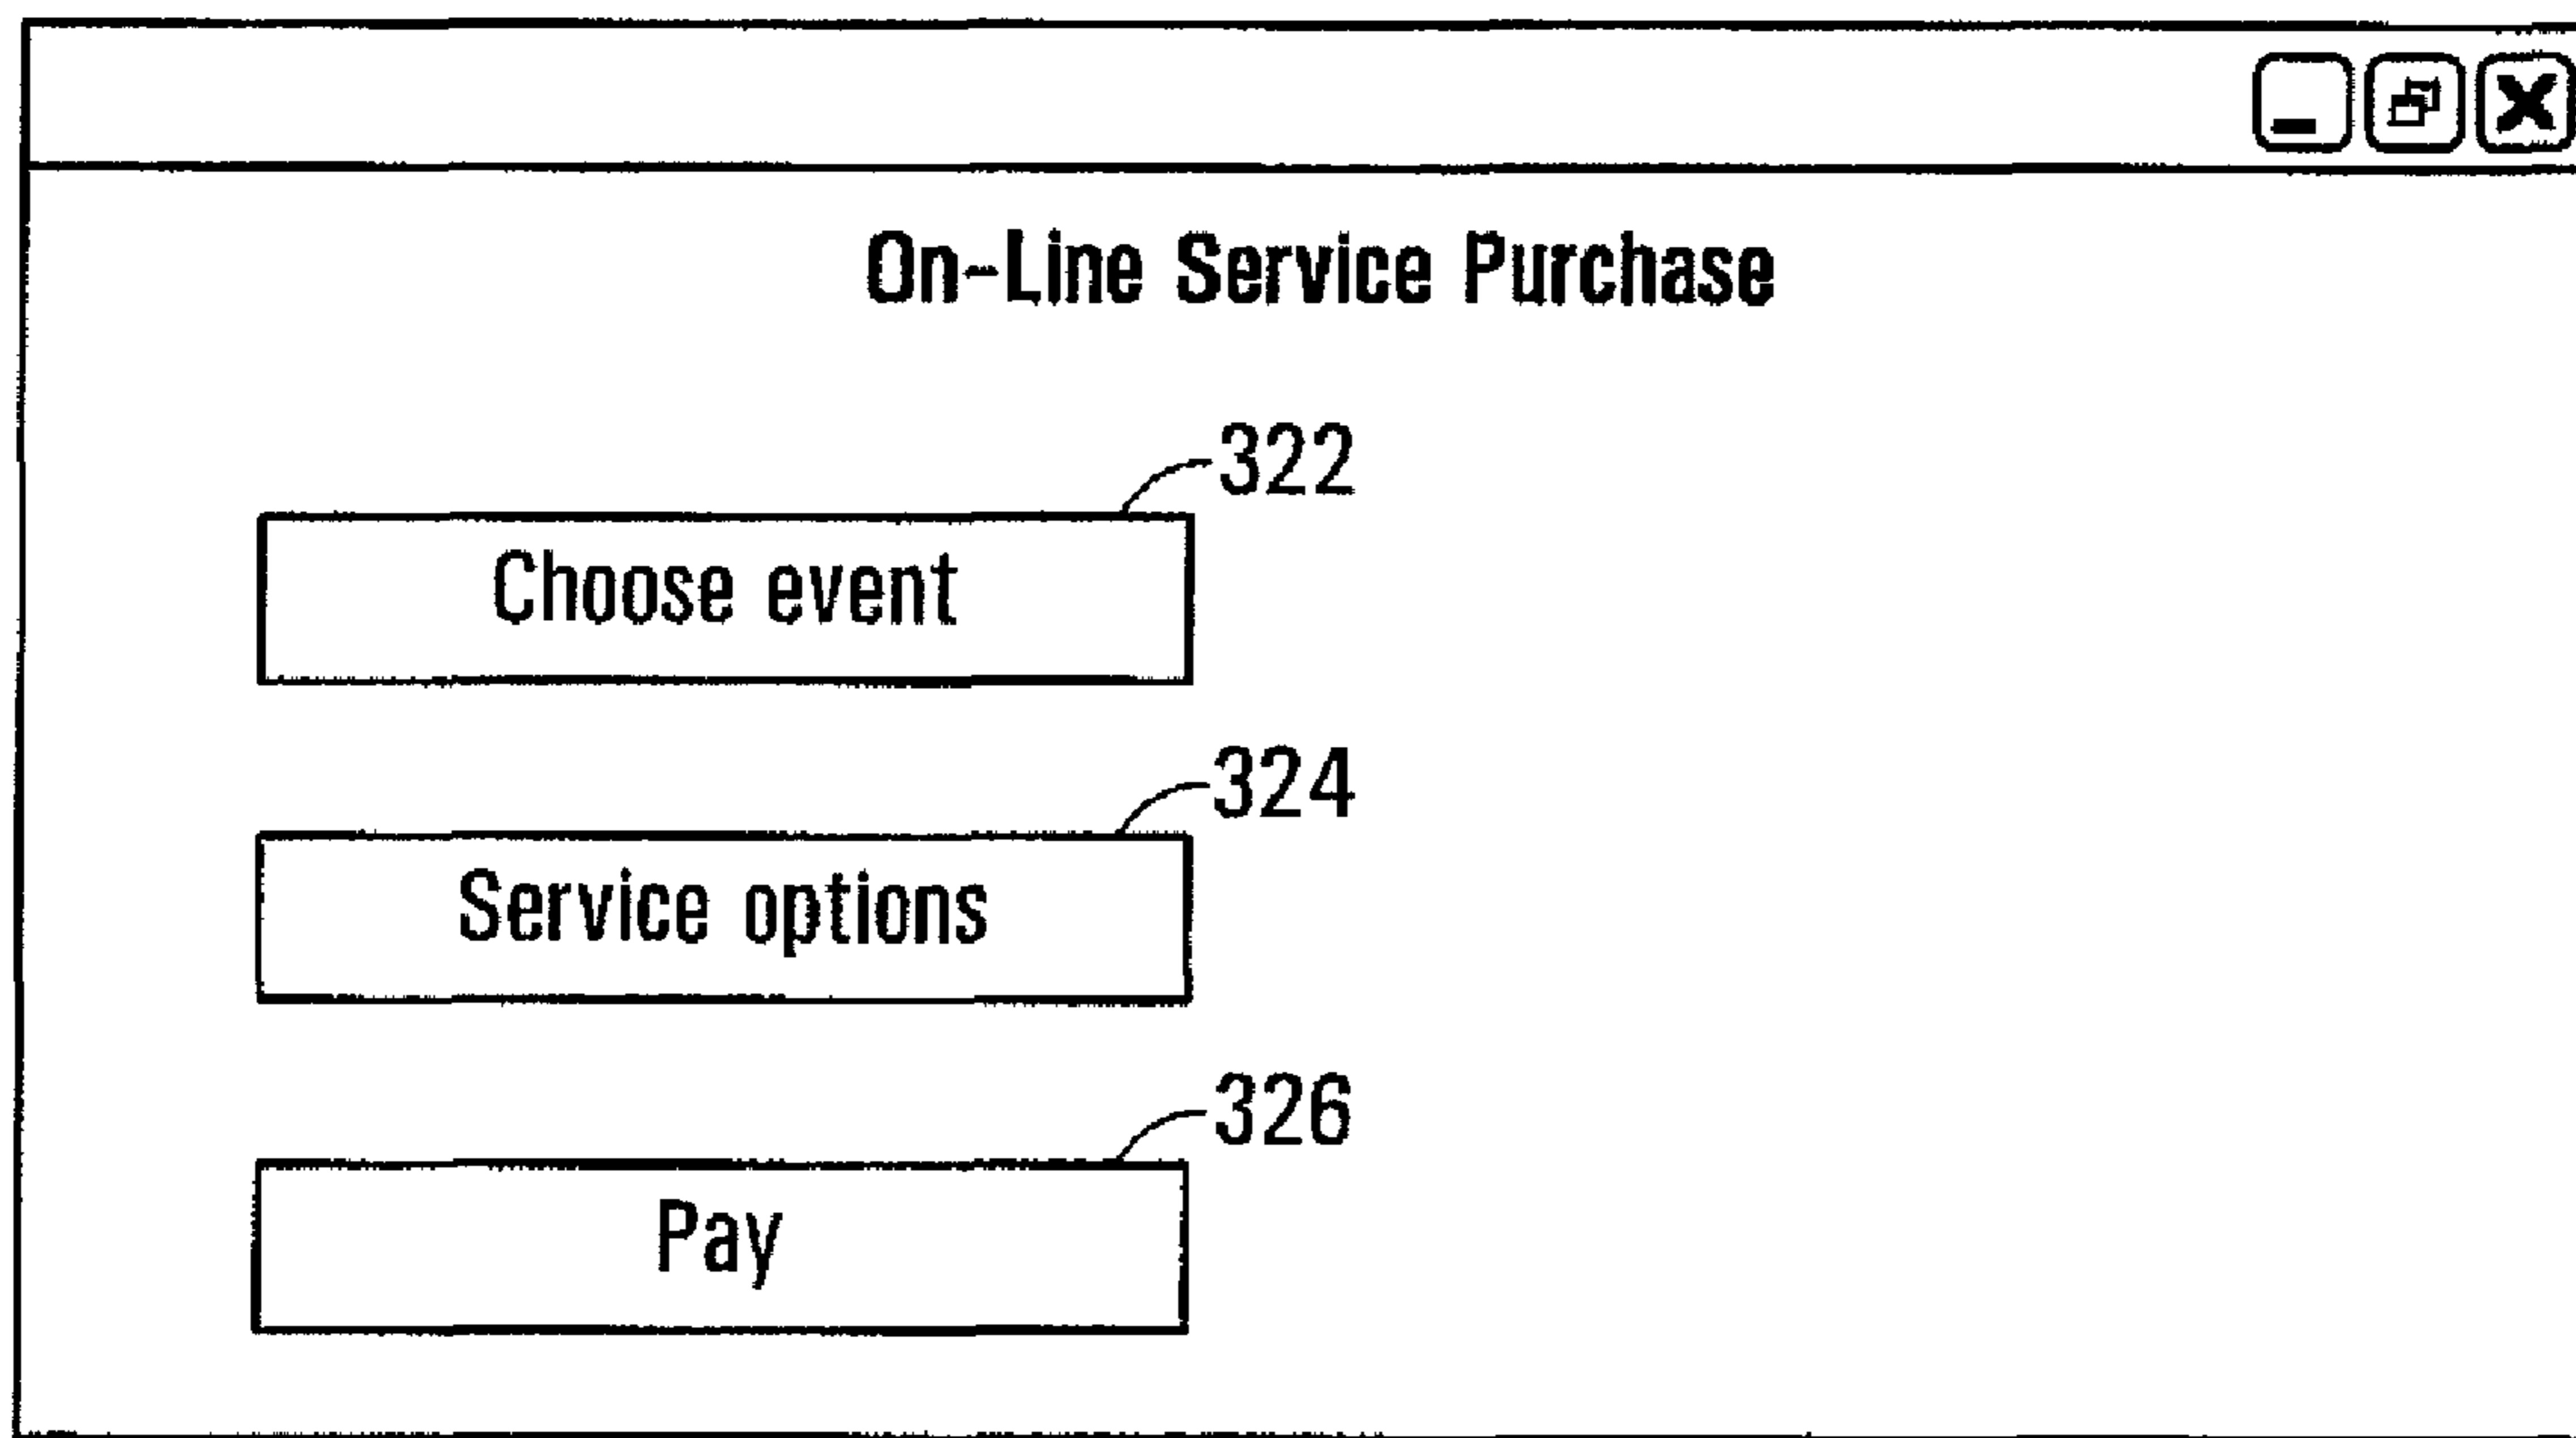 On-Line Service Purchase
322
Choose event
324
Service options
326
Pay